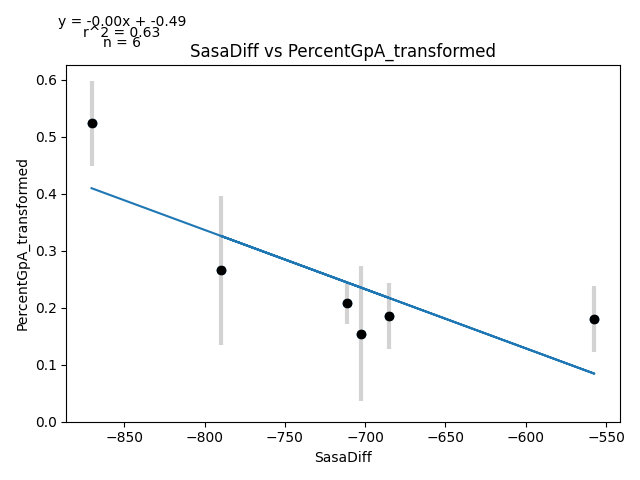 y = -0.00x + -0.49
r^2 = 0.63
n = 6
SasaDiff vs PercentGpA_transformed
PercentGpA_transformed
0.6
0.5
0.4
0.3
0.2
0.1
0.0
−850
−800
−750
−700
−650
−600
−550
SasaDiff